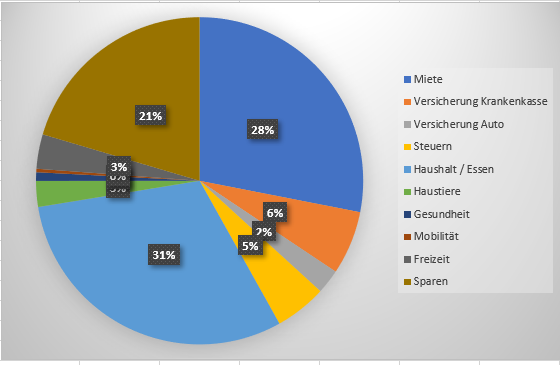 21%
28%
3%
6%
2%
5%
31%
Miete
Versicherung Krankenkasse
Versicherung Auto
Steuern
Haushalt / Essen
Haustiere
Gesundheit
Mobilität
Freizeit
Sparen